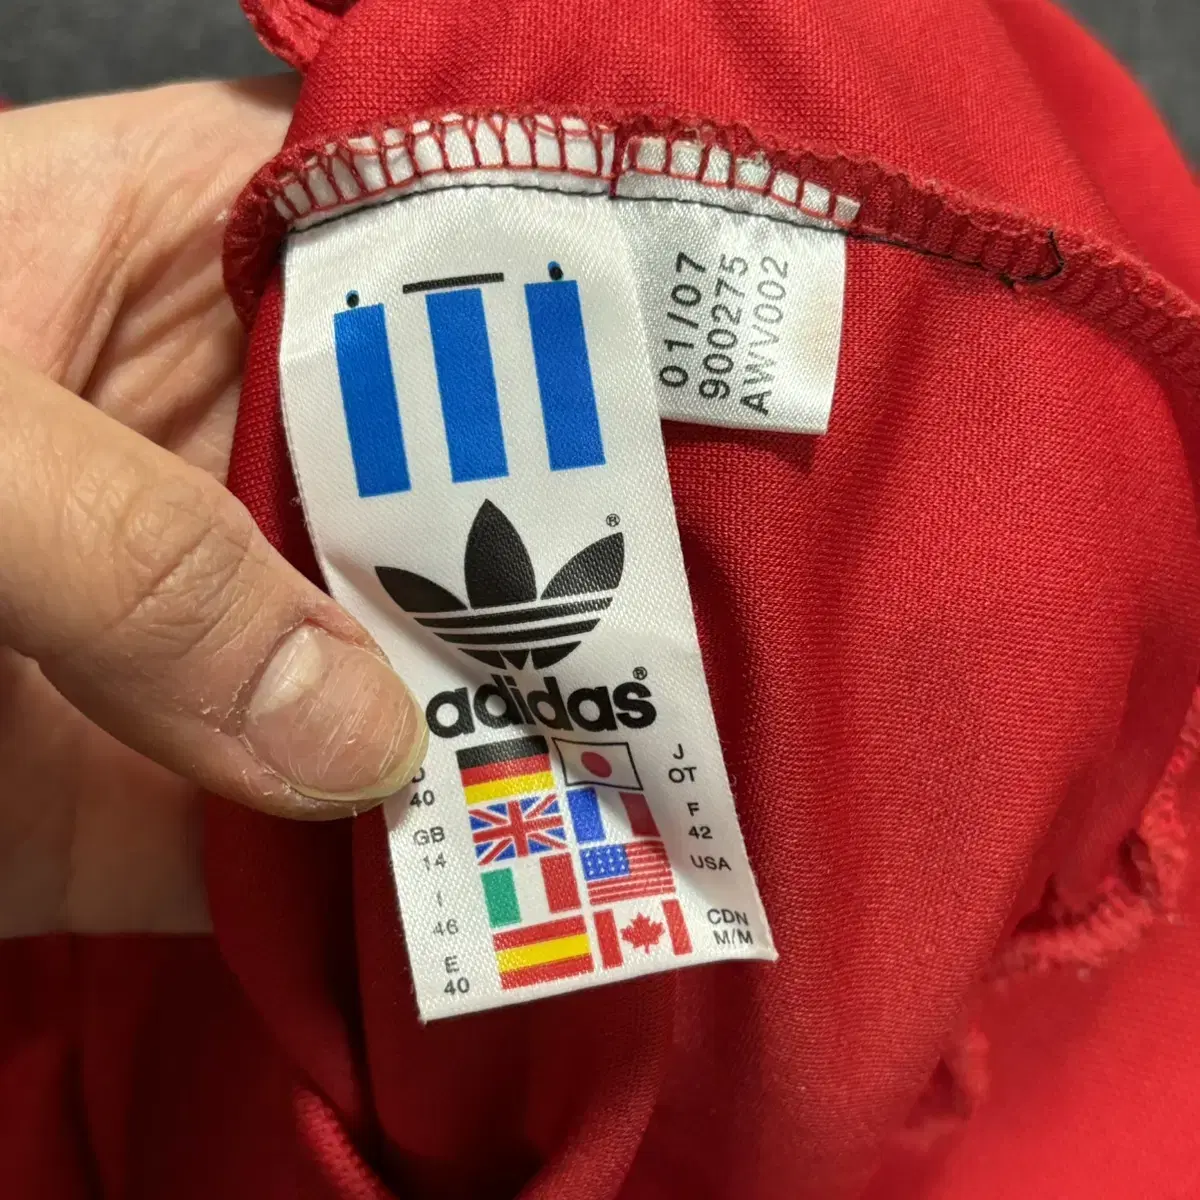 01/07
900275
AWV002
®
adidas®
D
40
GB
14
I
46
E
40
J
OT
F
42
USA
CDN
M/M